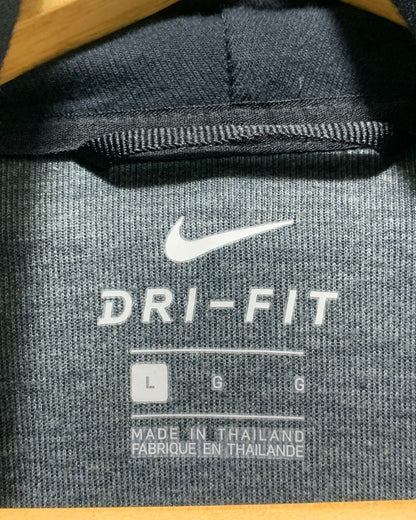 DRI-FIT
L G G
MADE IN THAILAND
FABRIQUE EN THAILANDE